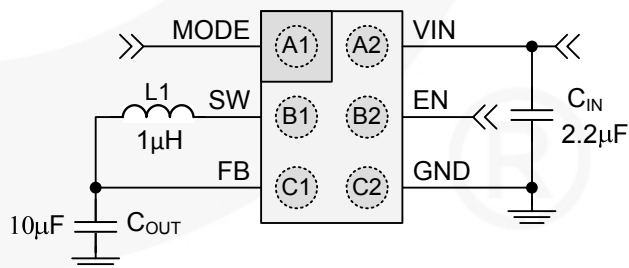 MODE A1 A2 VIN
L1 SW B1 B2 EN C_IN
1μH 2.2μF
FB C1 C2 GND
10μF C_OUT
®